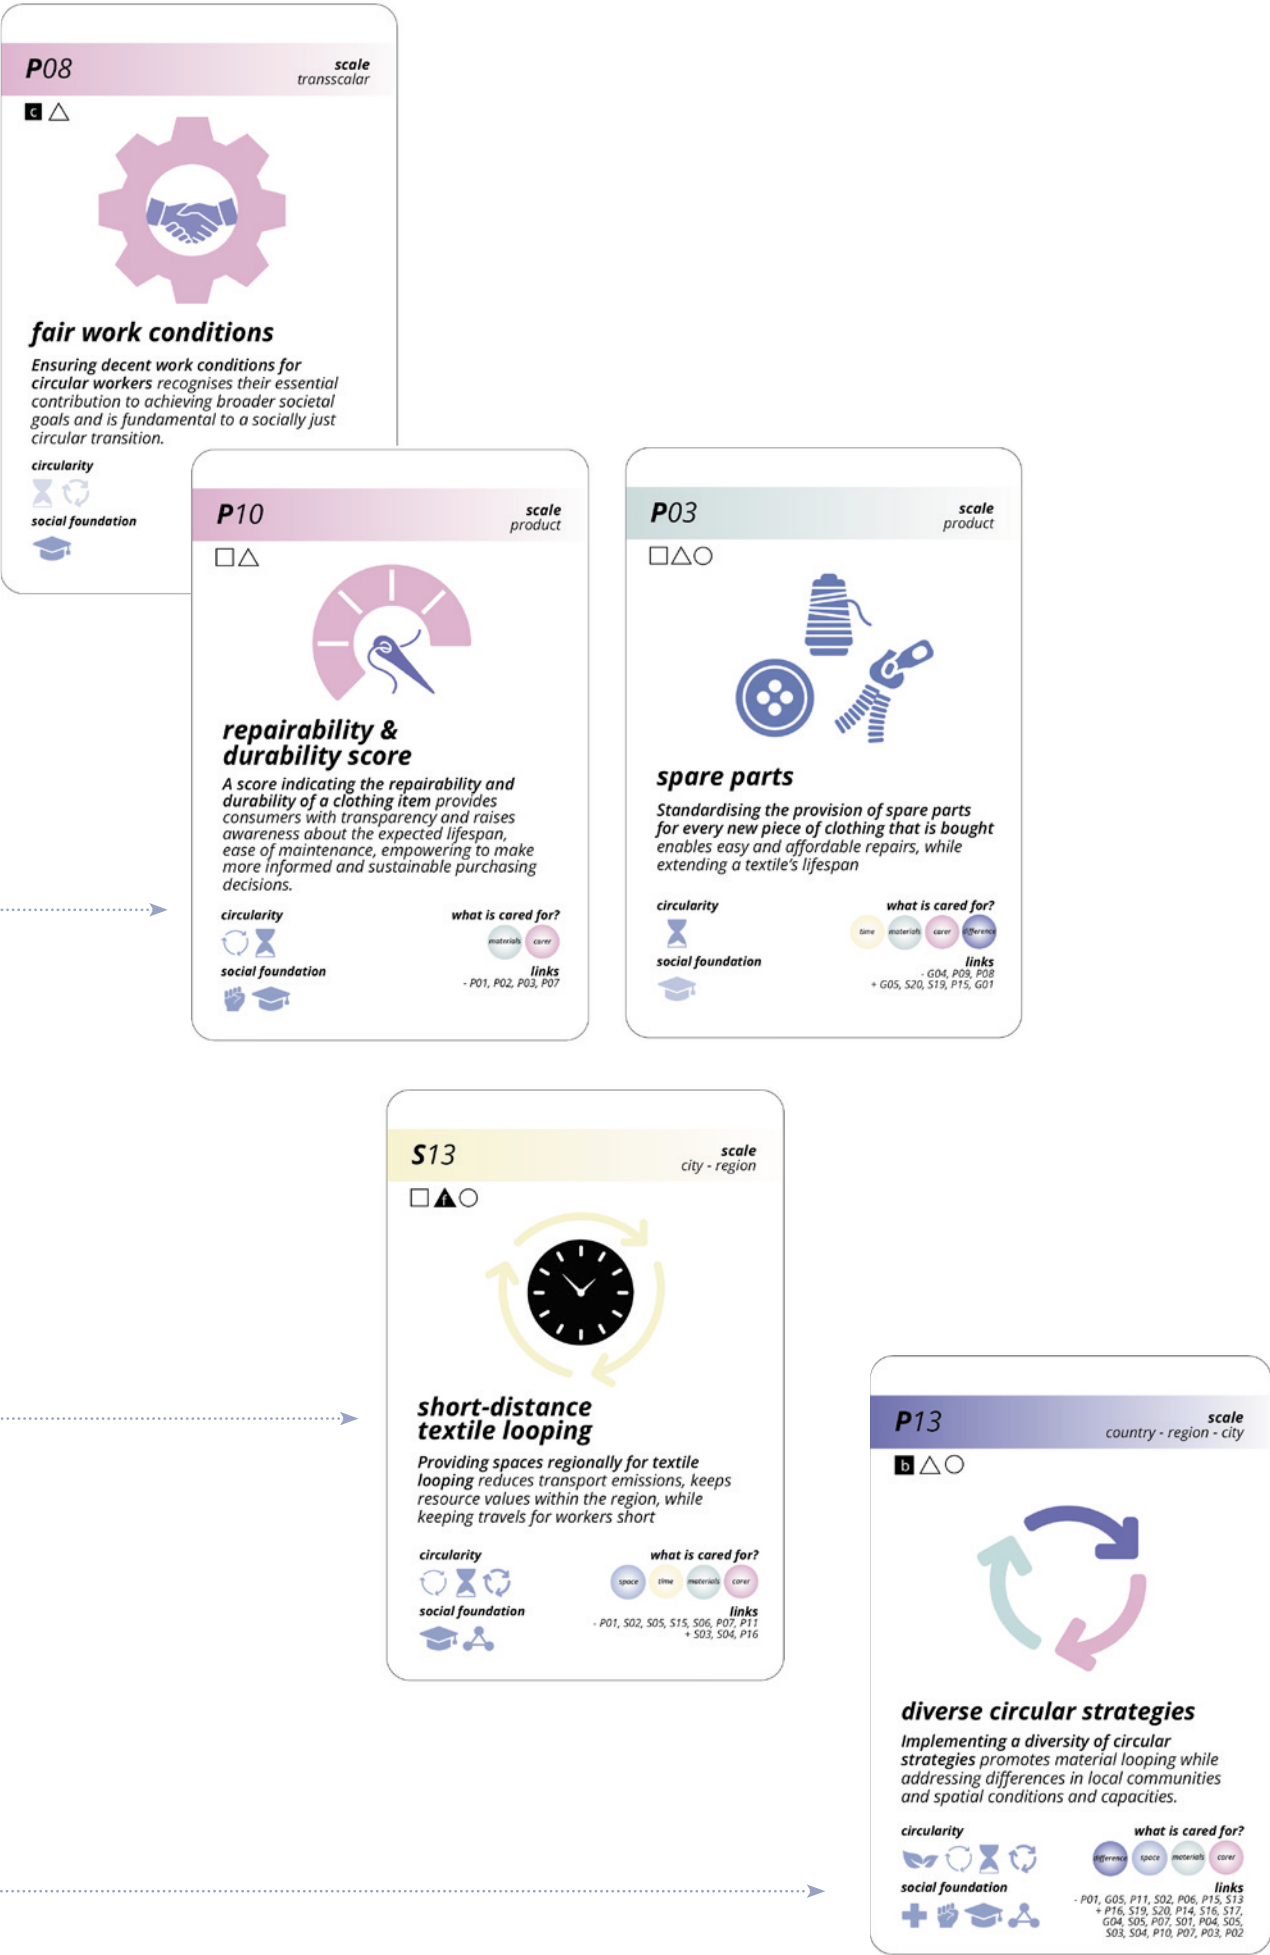 P08
scale
transscalar
c
fair work conditions
Ensuring decent work conditions for
circular workers recognises their essential
contribution to achieving broader societal
goals and is fundamental to a socially just
circular transition.
circularity
social foundation
P10
scale
product
repairability &
durability score
A score indicating the repairability and
durability of a clothing item provides
consumers with transparency and raises
awareness about the expected lifespan,
ease of maintenance, empowering to make
more informed and sustainable purchasing
decisions.
circularity
what is cared for?
materials carer
social foundation
links
- P01, P02, P03, P07
P03
scale
product
spare parts
Standardising the provision of spare parts
for every new piece of clothing that is bought
enables easy and affordable repairs, while
extending a textile's lifespan
circularity
what is cared for?
time materials carer difference
social foundation
links
- G04, P09, P08
+ G05, S20, S19, P15, G01
S13
scale
city - region
f
short-distance
textile looping
Providing spaces regionally for textile
looping reduces transport emissions, keeps
resource values within the region, while
keeping travels for workers short
circularity
what is cared for?
space time materials carer
social foundation
links
- P01, S02, S05, S15, S06, P07, P11
+ S03, S04, P16
P13
scale
country - region - city
b
diverse circular strategies
Implementing a diversity of circular
strategies promotes material looping while
addressing differences in local communities
and spatial conditions and capacities.
circularity
what is cared for?
difference space materials carer
social foundation
links
- P01, G05, P11, S02, P06, P15, S13
+ P16, S19, S20, P14, S16, S17,
G04, S05, P07, S01, P04, S05,
S03, S04, P10, P07, P03, P02